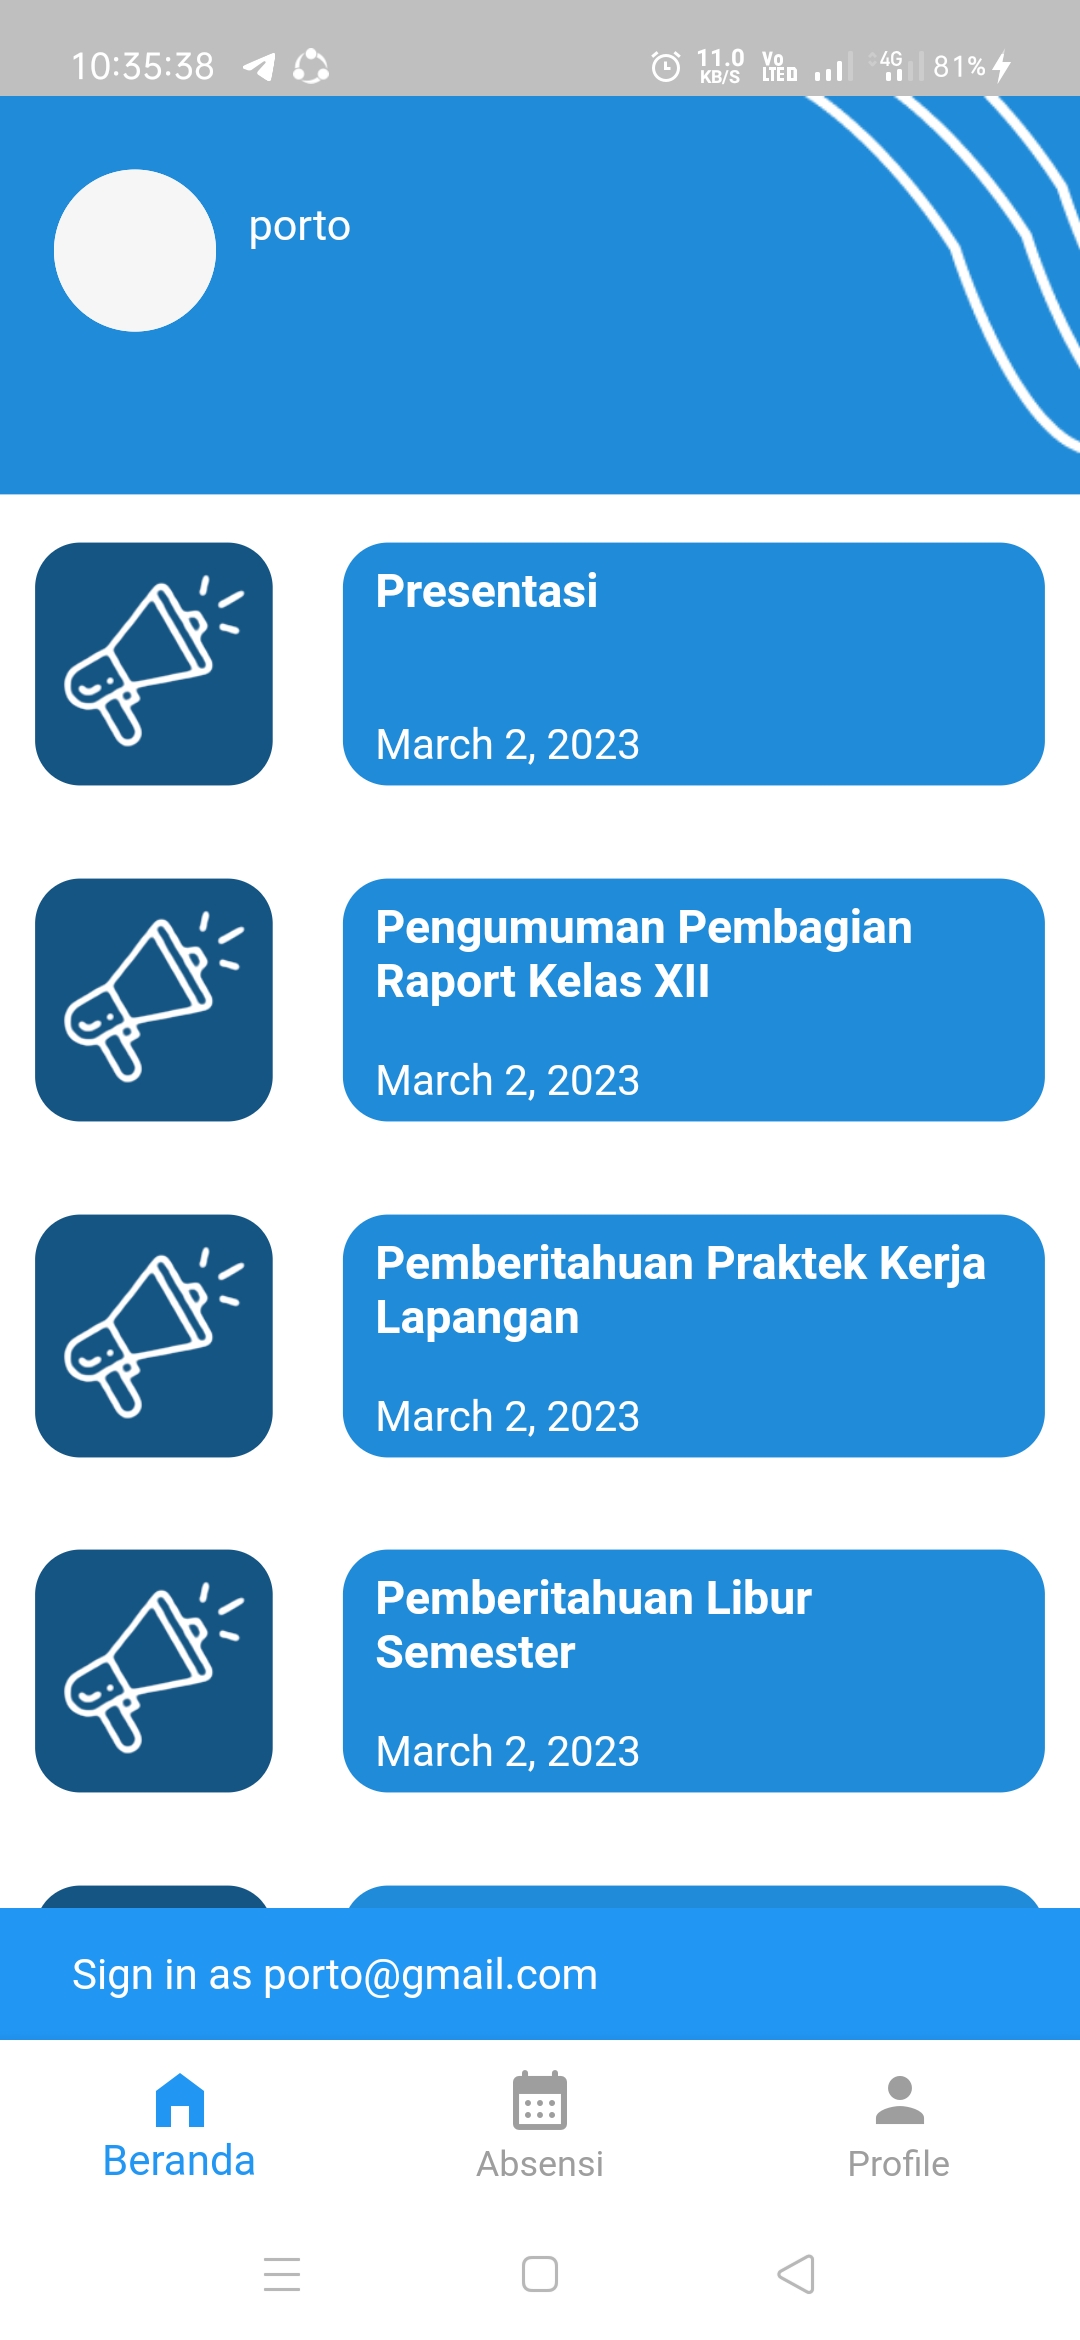 10:35:38
11.0
KB/S
Vo
LTE D
4G
81%
porto
Presentasi
March 2, 2023
Pengumuman Pembagian
Raport Kelas XII
March 2, 2023
Pemberitahuan Praktek Kerja
Lapangan
March 2, 2023
Pemberitahuan Libur
Semester
March 2, 2023
Sign in as porto@gmail.com
Beranda
Absensi
Profile